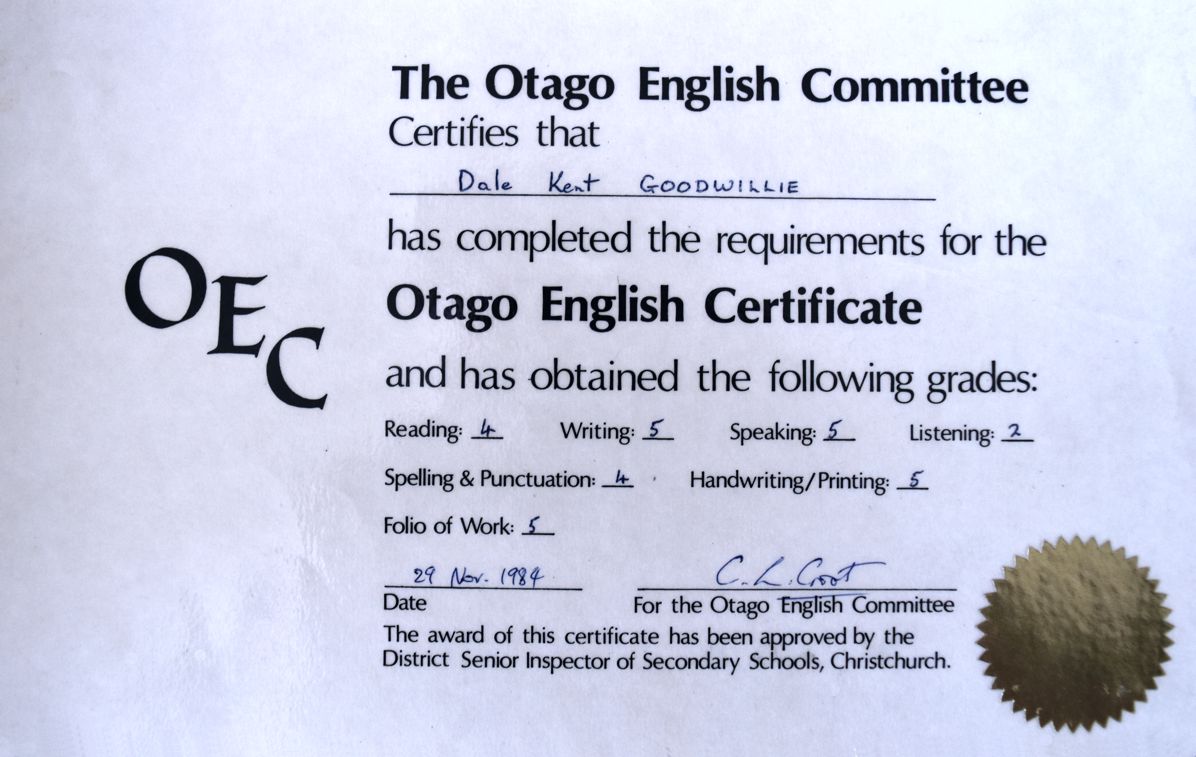 The Otago English Committee
Certifies that
Dale Kent GOODWILLIE
has completed the requirements for the
OEC
Otago English Certificate
and has obtained the following grades:
Reading: 4 Writing: 5 Speaking: 5 Listening: 2
Spelling & Punctuation: 4 Handwriting/Printing: 5
Folio of Work: 5
29 Nov. 1984 C. L. Croot
Date For the Otago English Committee
The award of this certificate has been approved by the
District Senior Inspector of Secondary Schools, Christchurch.